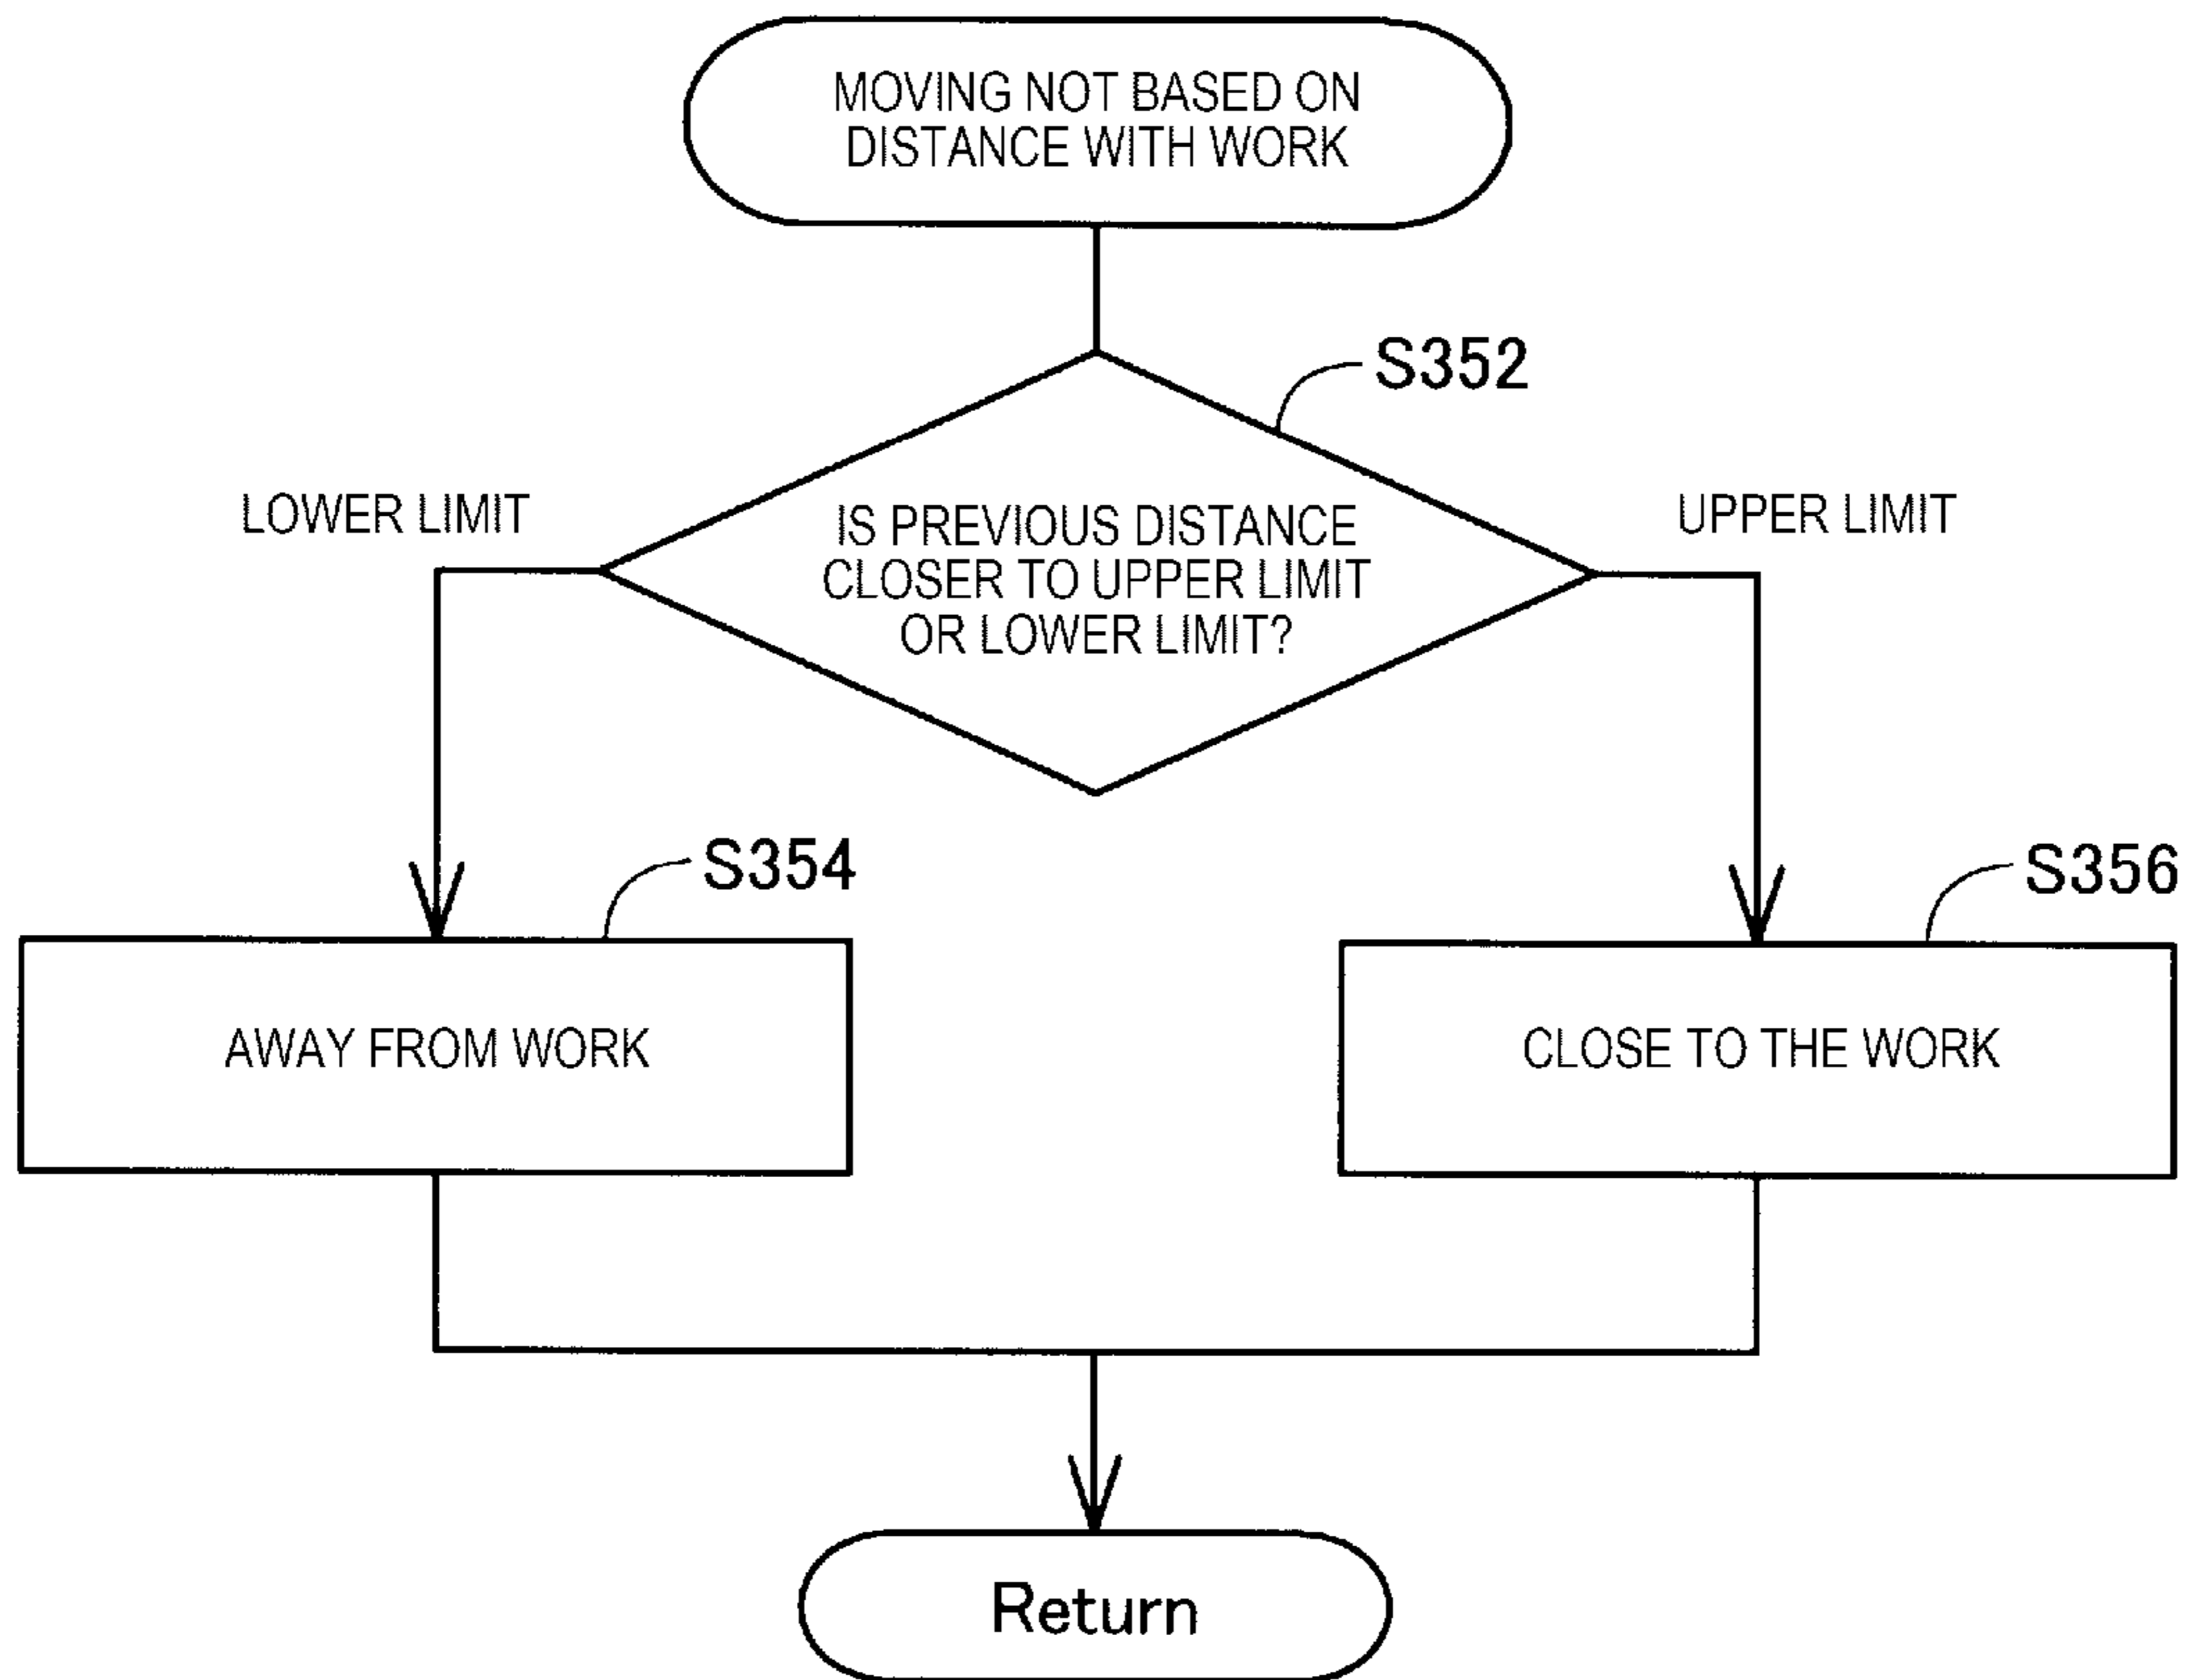 MOVING NOT BASED ON
DISTANCE WITH WORK
S352
LOWER LIMIT
UPPER LIMIT
IS PREVIOUS DISTANCE
CLOSER TO UPPER LIMIT
OR LOWER LIMIT?
S354
S356
AWAY FROM WORK
CLOSE TO THE WORK
Return